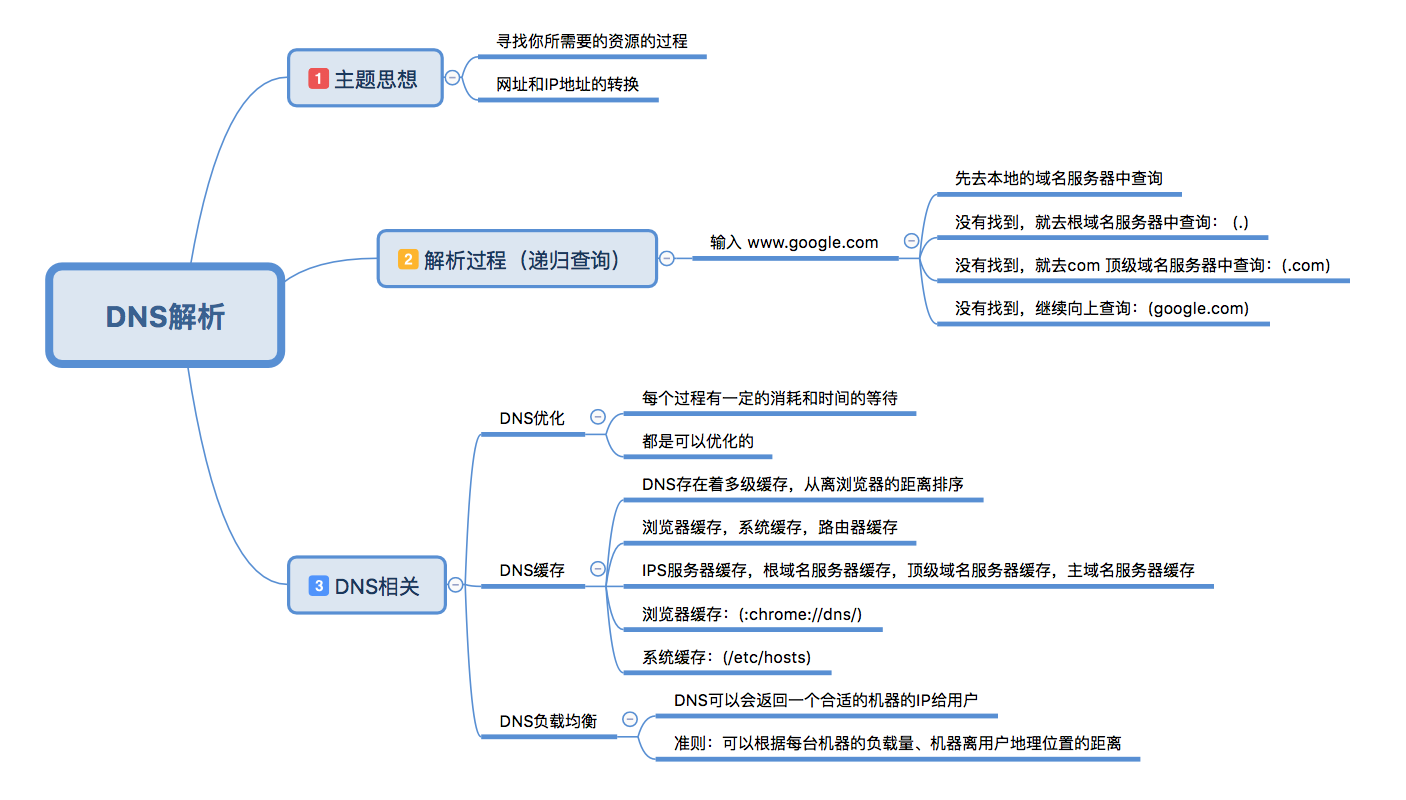 DNS解析
1 主题思想
寻找你所需要的资源的过程
网址和IP地址的转换
2 解析过程（递归查询）
输入 www.google.com
先去本地的域名服务器中查询
没有找到，就去根域名服务器中查询： (.)
没有找到，就去com 顶级域名服务器中查询：(.com)
没有找到，继续向上查询：(google.com)
3 DNS相关
DNS优化
每个过程有一定的消耗和时间的等待
都是可以优化的
DNS缓存
DNS存在着多级缓存，从离浏览器的距离排序
浏览器缓存，系统缓存，路由器缓存
IPS服务器缓存，根域名服务器缓存，顶级域名服务器缓存，主域名服务器缓存
浏览器缓存：(:chrome://dns/)
系统缓存：(/etc/hosts)
DNS负载均衡
DNS可以会返回一个合适的机器的IP给用户
准则：可以根据每台机器的负载量、机器离用户地理位置的距离